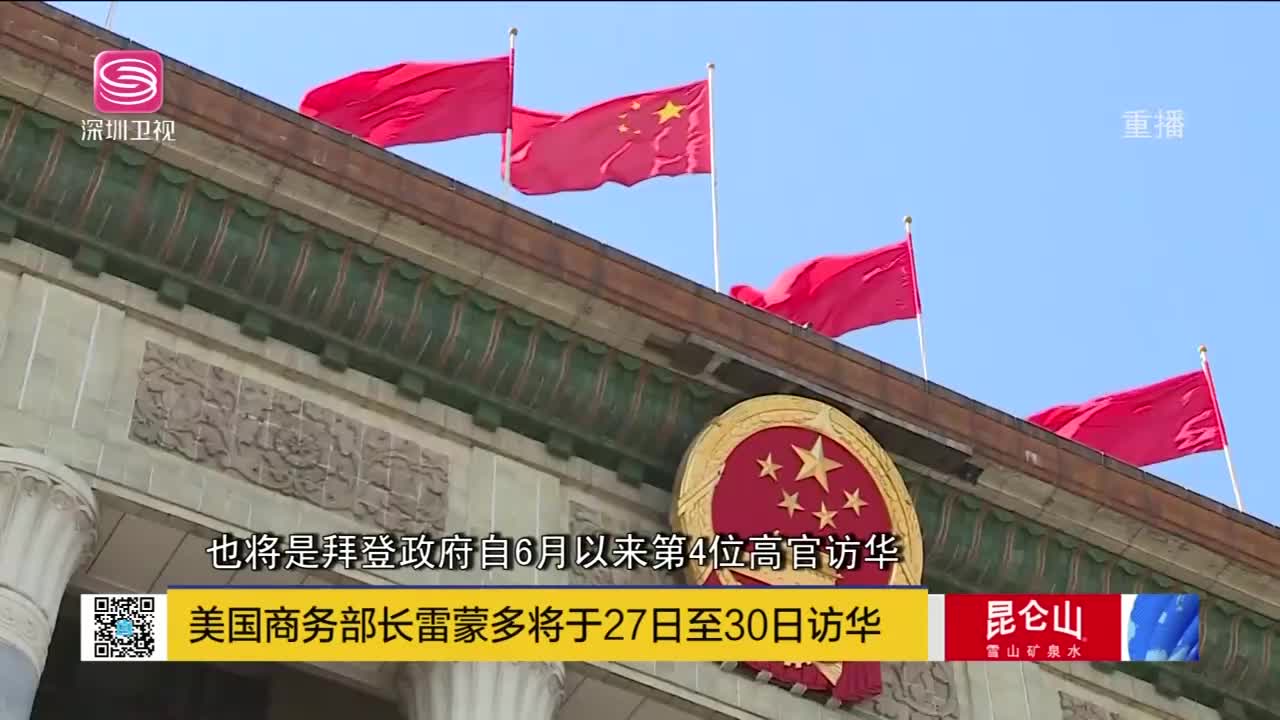 深圳卫视
重播
也将是拜登政府自6月以来第4位高官访华
美国商务部长雷蒙多将于27日至30日访华
昆仑山
雪山矿泉水